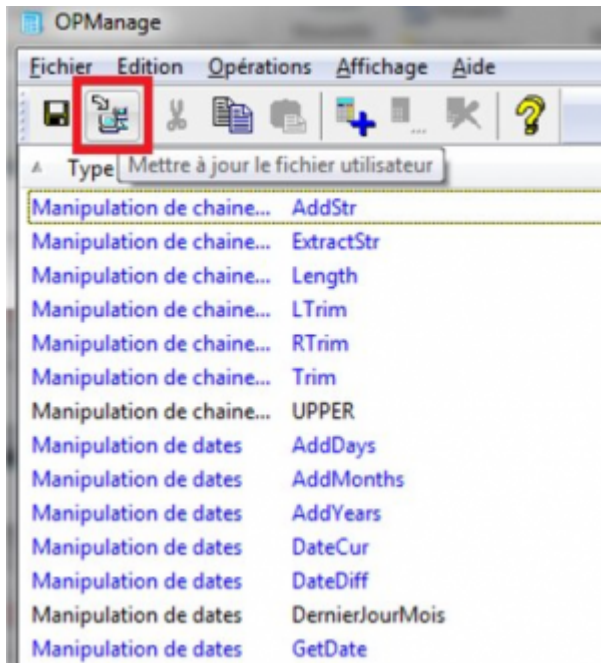 OPManage
Fichier Edition Opérations Affichage Aide
Type Mettre à jour le fichier utilisateur
Manipulation de chaine... AddStr
Manipulation de chaine... ExtractStr
Manipulation de chaine... Length
Manipulation de chaine... LTrim
Manipulation de chaine... RTrim
Manipulation de chaine... Trim
Manipulation de chaine... UPPER
Manipulation de dates AddDays
Manipulation de dates AddMonths
Manipulation de dates AddYears
Manipulation de dates DateCur
Manipulation de dates DateDiff
Manipulation de dates DernierJourMois
Manipulation de dates GetDate